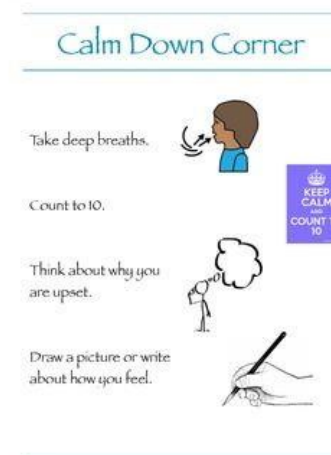 Calm Down Corner
Take deep breaths.
Count to 10.
KEEP
CALM
AND
COUNT T
10
Think about why you
are upset.
Draw a picture or write
about how you feel.